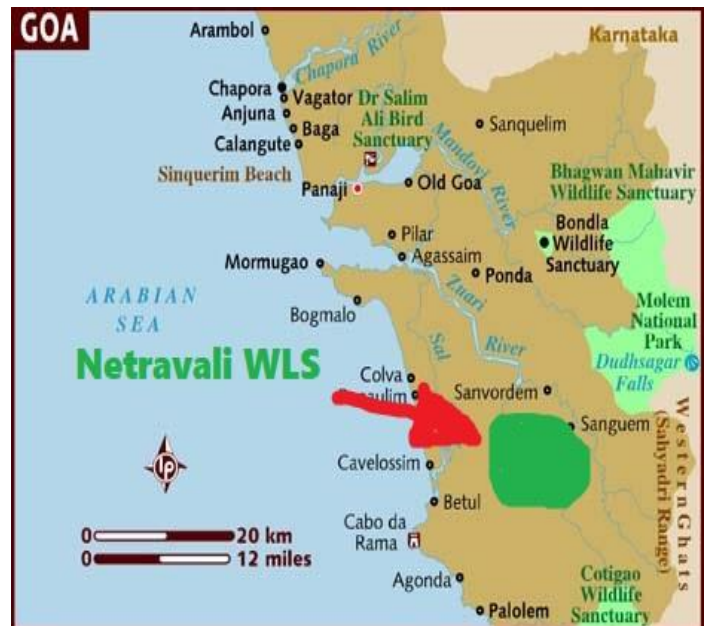 GOA
Arambol
Karnataka
Chapora River
Chapora
Vagator
Anjuna
Baga
Calangute
Sinquerim Beach
Dr Salim
Ali Bird
Sanctuary
Sanquelim
Mandovi River
Panaji
Old Goa
Bhagwan Mahavir
Wildlife Sanctuary
Bondla
Wildlife
Sanctuary
Pilar
Agassaim
Mormugao
Ponda
Zuari
River
ARABIAN
SEA
Bogmalo
Sal
Molem
National
Park
Dudhsagar
Falls
Netravali WLS
Colva
Sanvordem
Sanguem
Western Ghats
(Sahyadri Range)
Cavelossim
Betul
Cabo da
Rama
LP
0 20 km
0 12 miles
Agonda
Palolem
Cotigao
Wildlife
Sanctuary